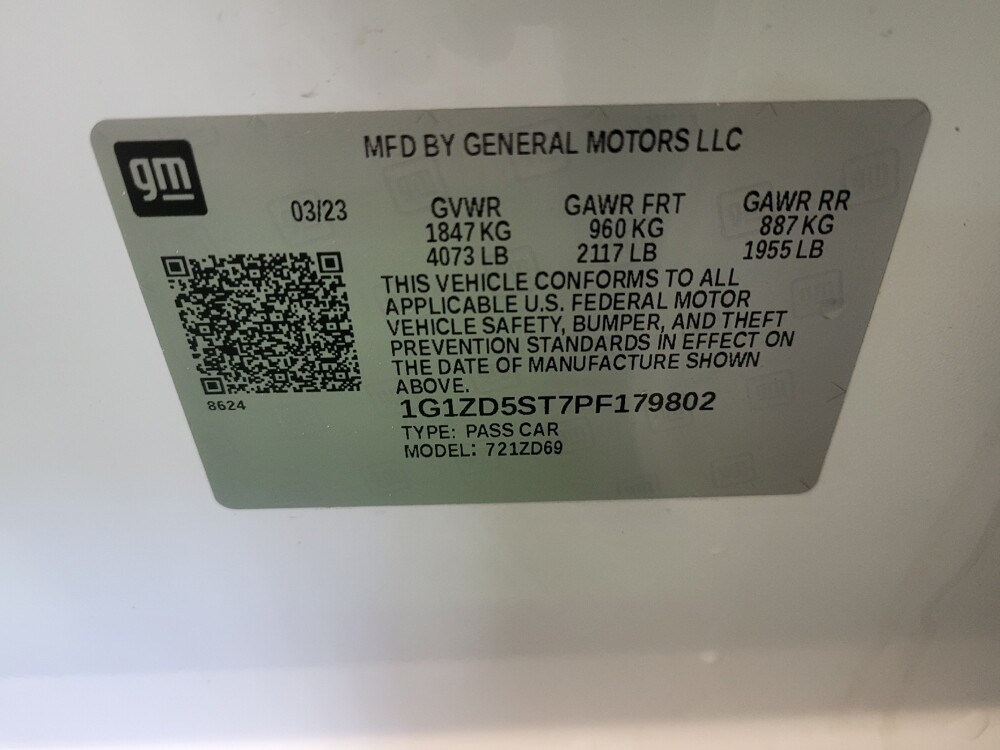 gm
MFD BY GENERAL MOTORS LLC
03/23 GVWR GAWR FRT GAWR RR
1847 KG 960 KG 887 KG
4073 LB 2117 LB 1955 LB
THIS VEHICLE CONFORMS TO ALL
APPLICABLE U.S. FEDERAL MOTOR
VEHICLE SAFETY, BUMPER, AND THEFT
PREVENTION STANDARDS IN EFFECT ON
THE DATE OF MANUFACTURE SHOWN
ABOVE.
8624
1G1ZD5ST7PF179802
TYPE: PASS CAR
MODEL: 721ZD69